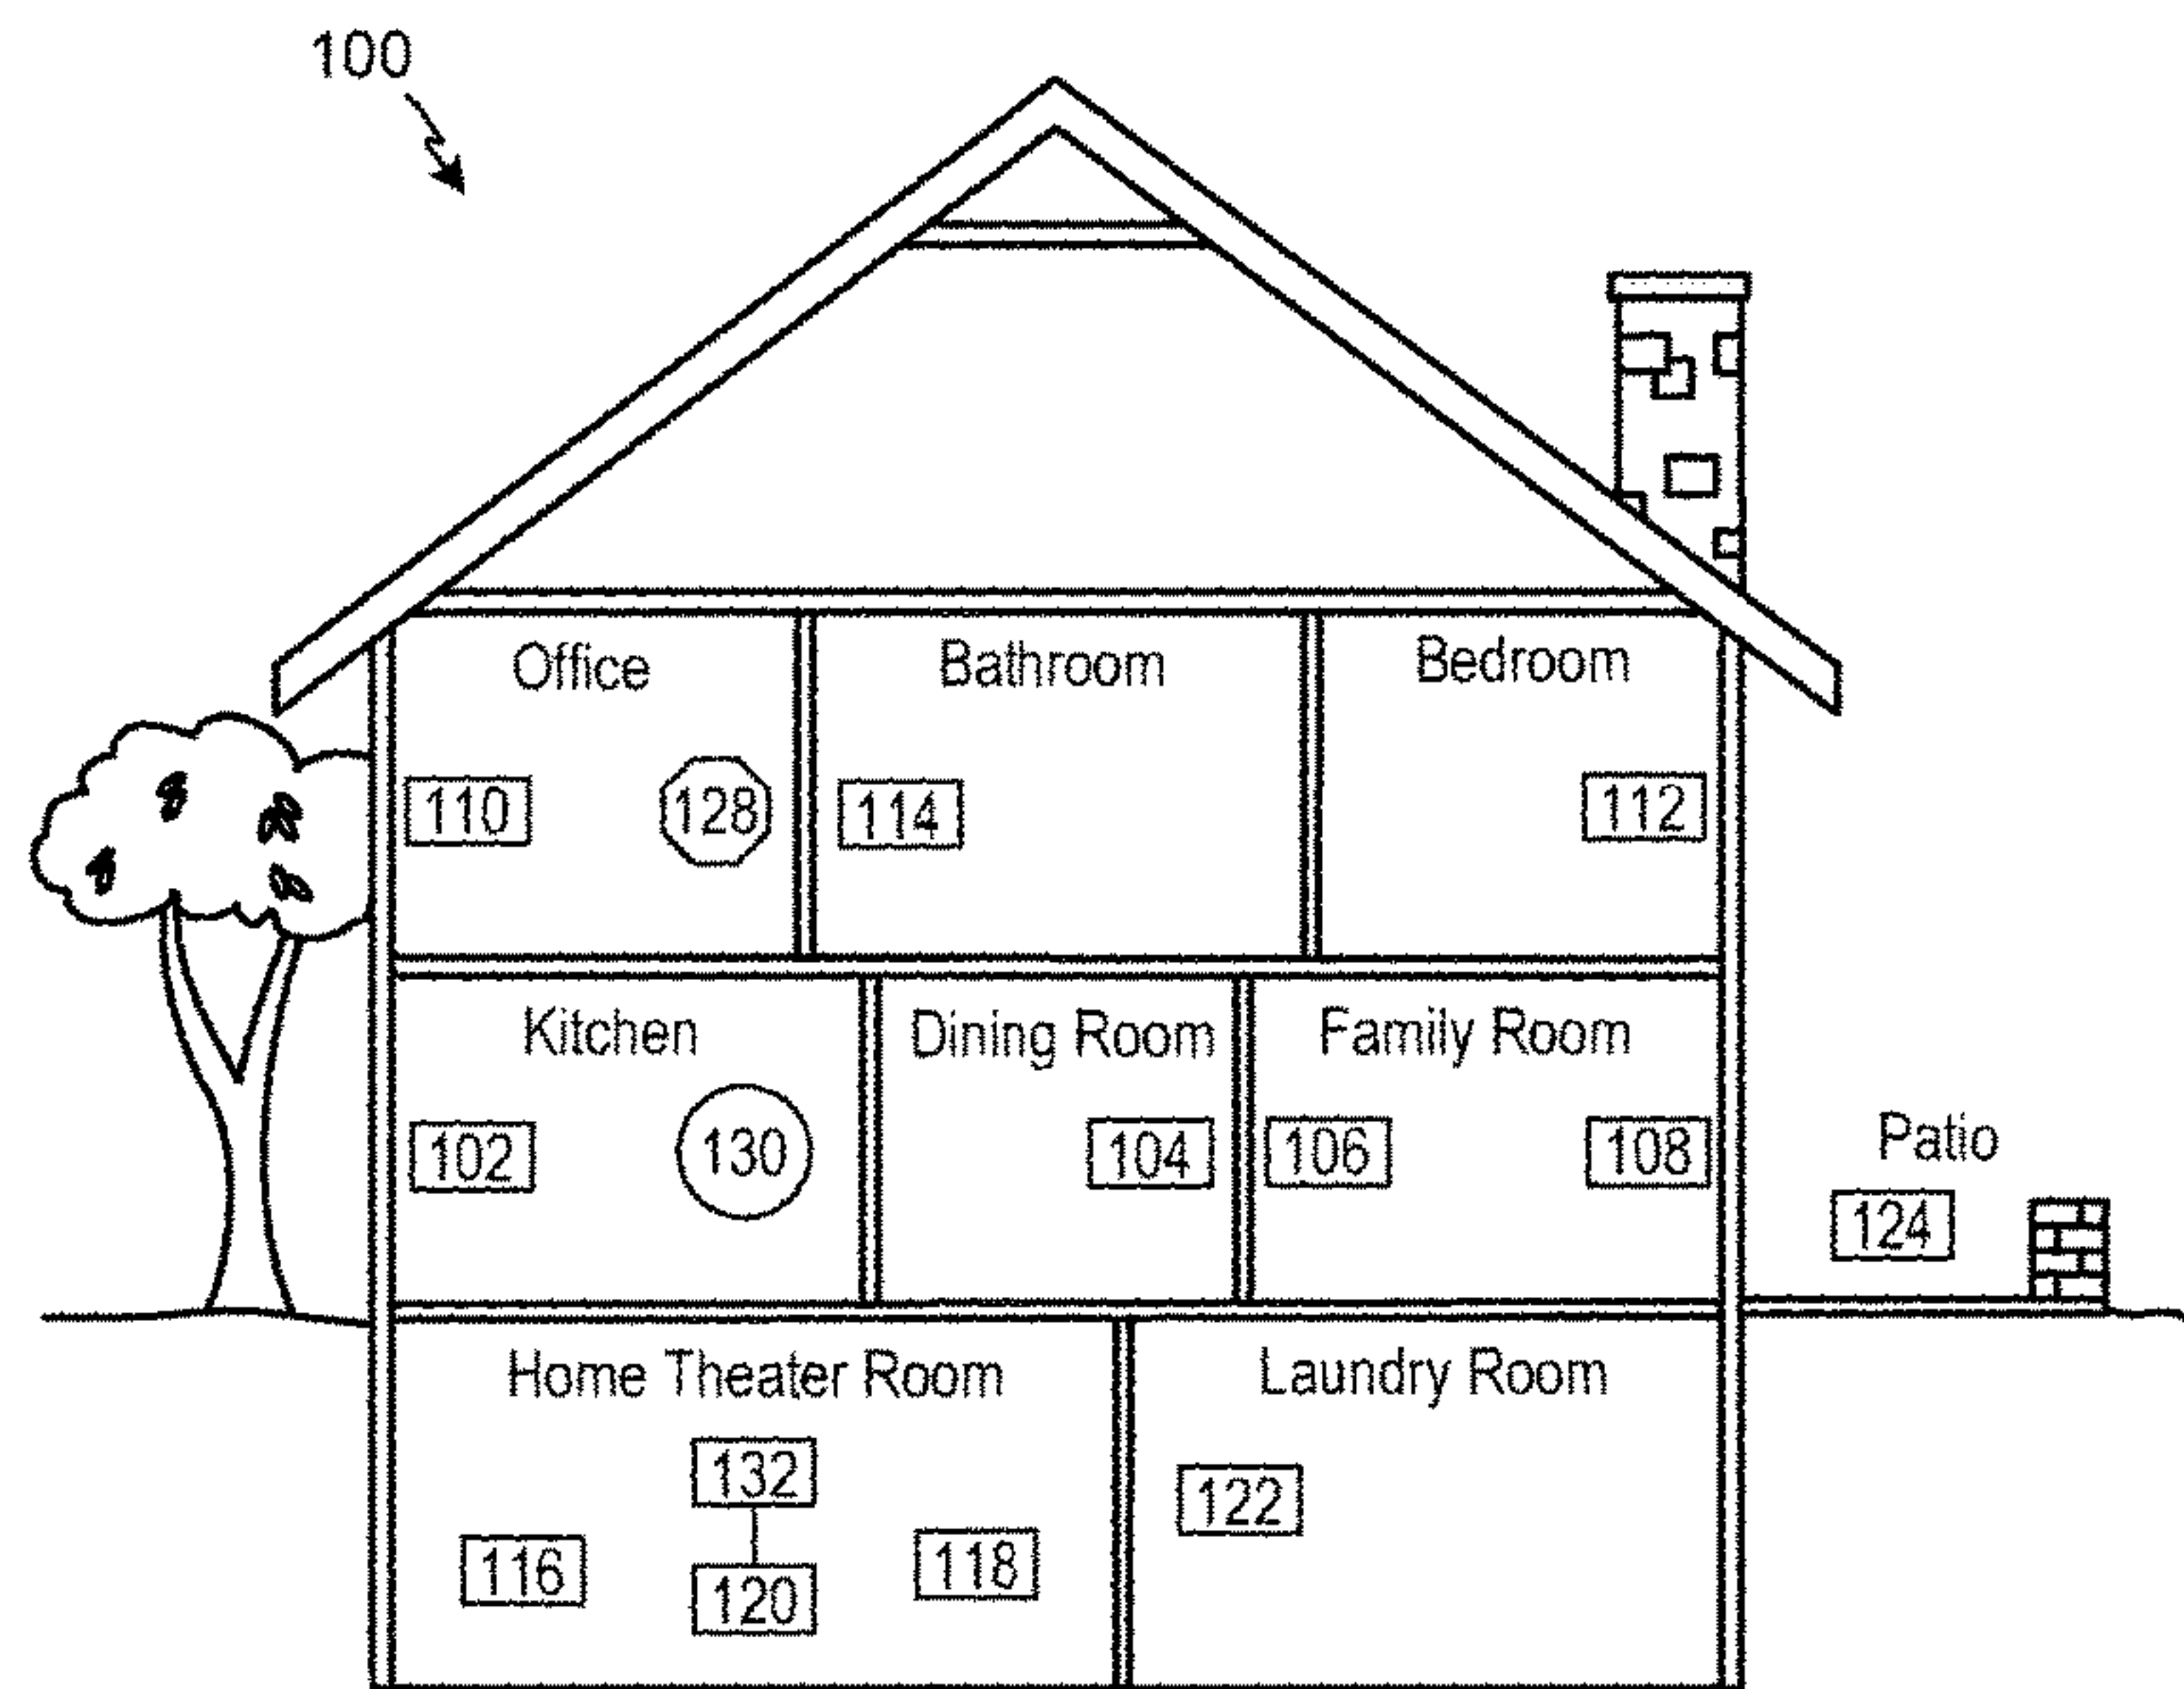 100
Office
Bathroom
Bedroom
110
128
114
112
Kitchen
Dining Room
Family Room
Patio
102
130
104
106
108
124
Home Theater Room
Laundry Room
132
122
116
120
118